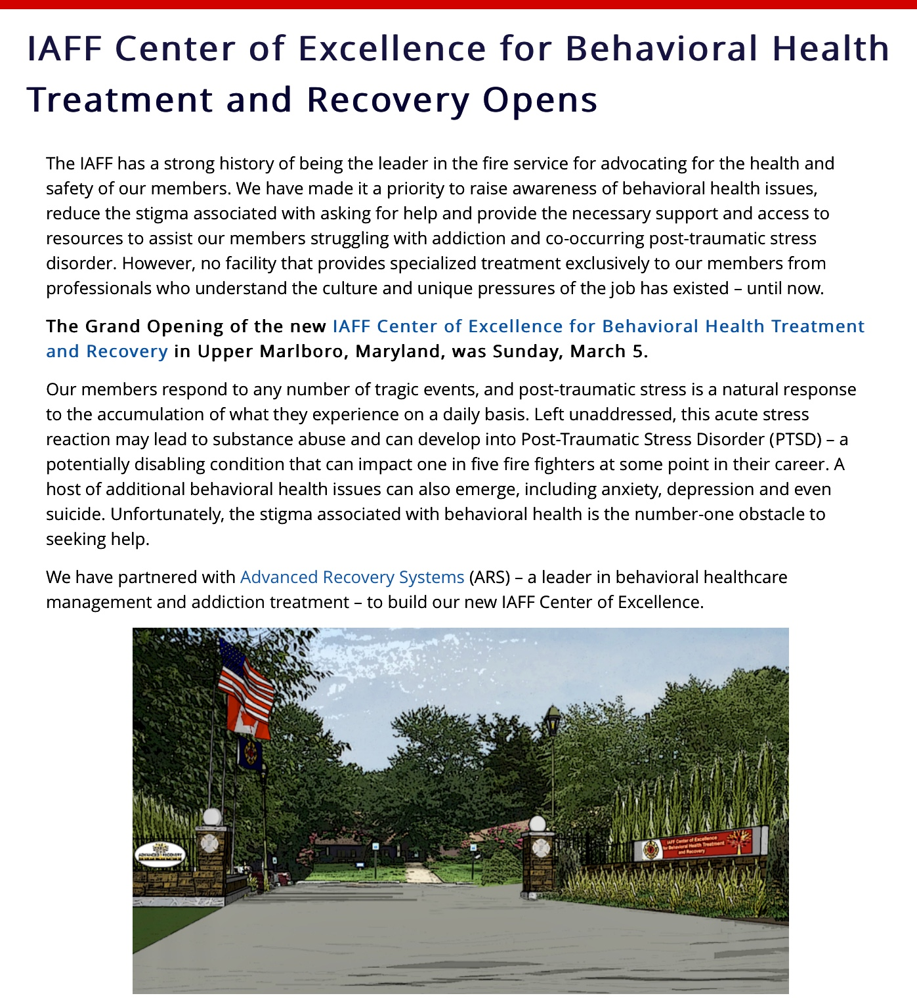 IAFF Center of Excellence for Behavioral Health
Treatment and Recovery Opens
The IAFF has a strong history of being the leader in the fire service for advocating for the health and
safety of our members. We have made it a priority to raise awareness of behavioral health issues,
reduce the stigma associated with asking for help and provide the necessary support and access to
resources to assist our members struggling with addiction and co-occurring post-traumatic stress
disorder. However, no facility that provides specialized treatment exclusively to our members from
professionals who understand the culture and unique pressures of the job has existed – until now.
The Grand Opening of the new IAFF Center of Excellence for Behavioral Health Treatment
and Recovery in Upper Marlboro, Maryland, was Sunday, March 5.
Our members respond to any number of tragic events, and post-traumatic stress is a natural response
to the accumulation of what they experience on a daily basis. Left unaddressed, this acute stress
reaction may lead to substance abuse and can develop into Post-Traumatic Stress Disorder (PTSD) – a
potentially disabling condition that can impact one in five fire fighters at some point in their career. A
host of additional behavioral health issues can also emerge, including anxiety, depression and even
suicide. Unfortunately, the stigma associated with behavioral health is the number-one obstacle to
seeking help.
We have partnered with Advanced Recovery Systems (ARS) – a leader in behavioral healthcare
management and addiction treatment – to build our new IAFF Center of Excellence.
ADVANCED RECOVERY
IAFF Center of Excellence
for Behavioral Health Treatment
and Recovery